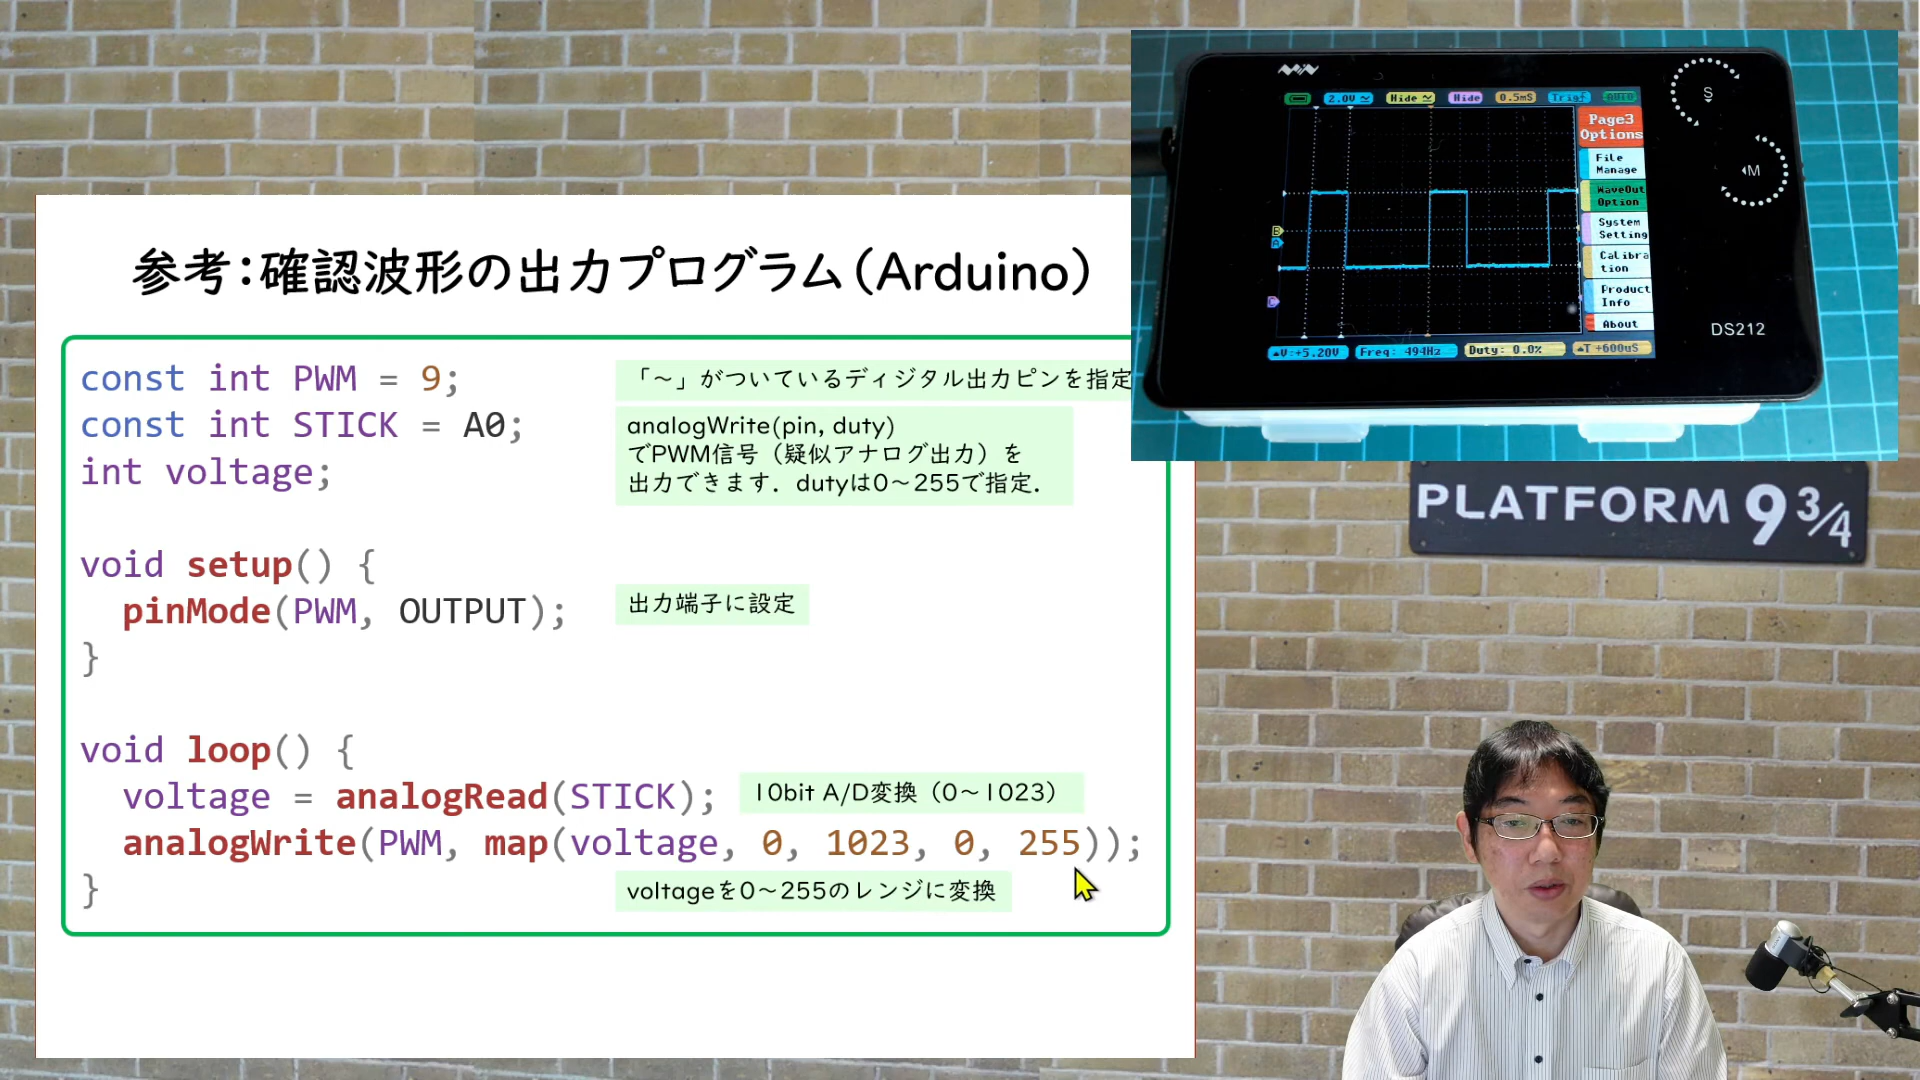 参考：確認波形の出力プログラム（Arduino）
const int PWM = 9;
「～」がついているディジタル出力ピンを指定
const int STICK = A0;
int voltage;
analogWrite(pin, duty)
でPWM信号（疑似アナログ出力）を
出力できます．dutyは0～255で指定．
void setup() {
pinMode(PWM, OUTPUT);
出力端子に設定
}
void loop() {
voltage = analogRead(STICK);
10bit A/D変換（0～1023）
analogWrite(PWM, map(voltage, 0, 1023, 0, 255));
}
voltageを0～255のレンジに変換
2.0V Hide Hide 0.5mS Trig AUTO
Page3
Options
File
Manage
WaveOut
Option
System
Setting
Calibra
tion
Product
Info
About
▲V:+5.20V Freq: 494Hz Duty: 0.0% ▲T +600uS
S
M
DS212
PLATFORM 9 3/4